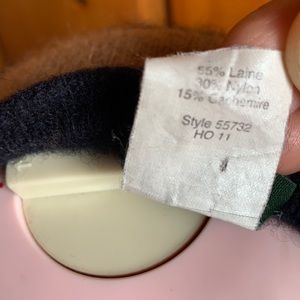 55% Laine
30% Nylon
15% Cachemire
Style 55732
HO 11